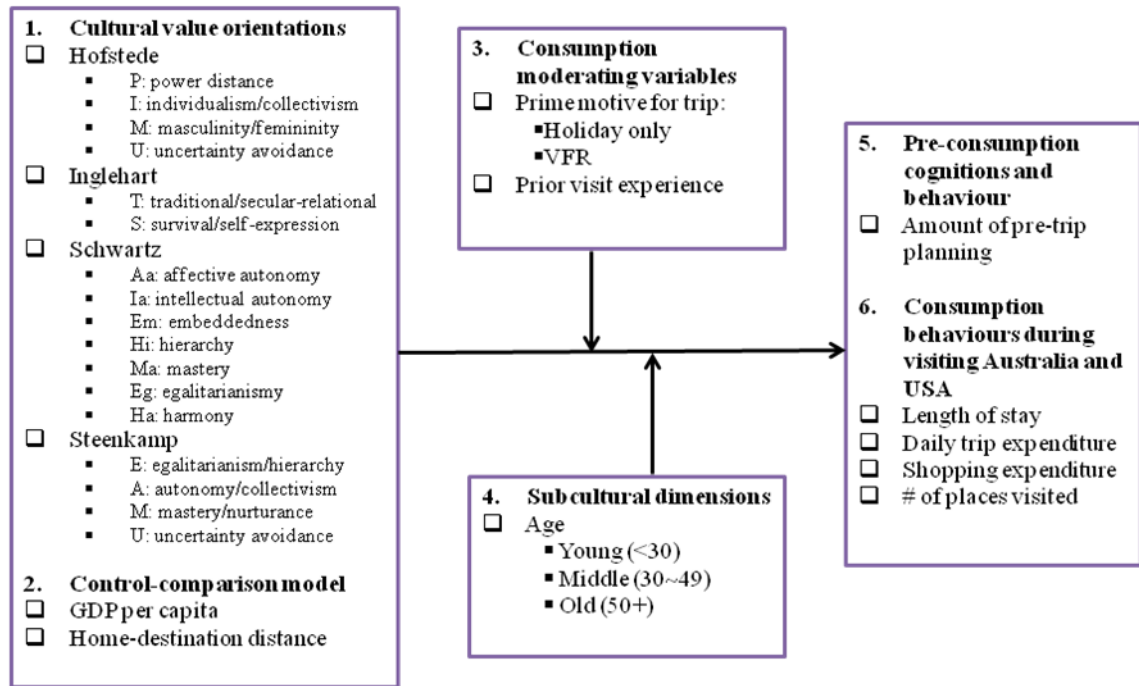 1. Cultural value orientations
❑ Hofstede
▪ P: power distance
▪ I: individualism/collectivism
▪ M: masculinity/femininity
▪ U: uncertainty avoidance
❑ Inglehart
▪ T: traditional/secular-relational
▪ S: survival/self-expression
❑ Schwartz
▪ Aa: affective autonomy
▪ Ia: intellectual autonomy
▪ Em: embeddedness
▪ Hi: hierarchy
▪ Ma: mastery
▪ Eg: egalitarianismy
▪ Ha: harmony
❑ Steenkamp
▪ E: egalitarianism/hierarchy
▪ A: autonomy/collectivism
▪ M: mastery/nurturance
▪ U: uncertainty avoidance
2. Control-comparison model
❑ GDP per capita
❑ Home-destination distance
3. Consumption
moderating variables
❑ Prime motive for trip:
▪Holiday only
▪VFR
❑ Prior visit experience
4. Subcultural dimensions
❑ Age
▪ Young (<30)
▪ Middle (30~49)
▪ Old (50+)
5. Pre-consumption
cognitions and
behaviour
❑ Amount of pre-trip
planning
6. Consumption
behaviours during
visiting Australia and
USA
❑ Length of stay
❑ Daily trip expenditure
❑ Shopping expenditure
❑ # of places visited